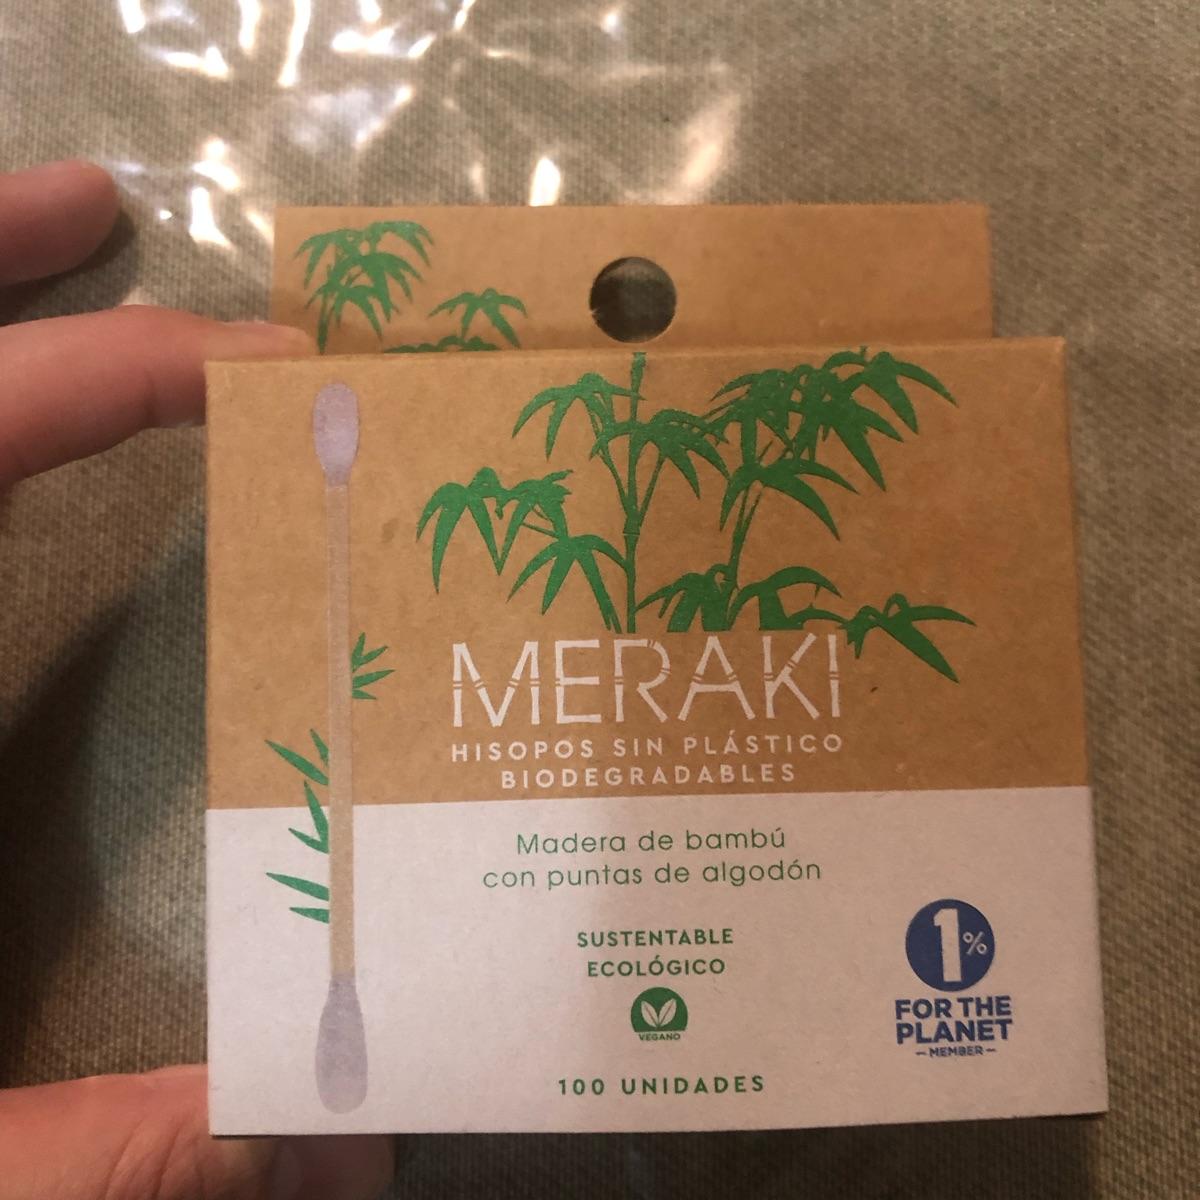 MERAKI
HISOPOS SIN PLÁSTICO
BIODEGRADABLES
Madera de bambú
con puntas de algodón
SUSTENTABLE
ECOLÓGICO
VEGANO
1%
FOR THE
PLANET
MEMBER
100 UNIDADES